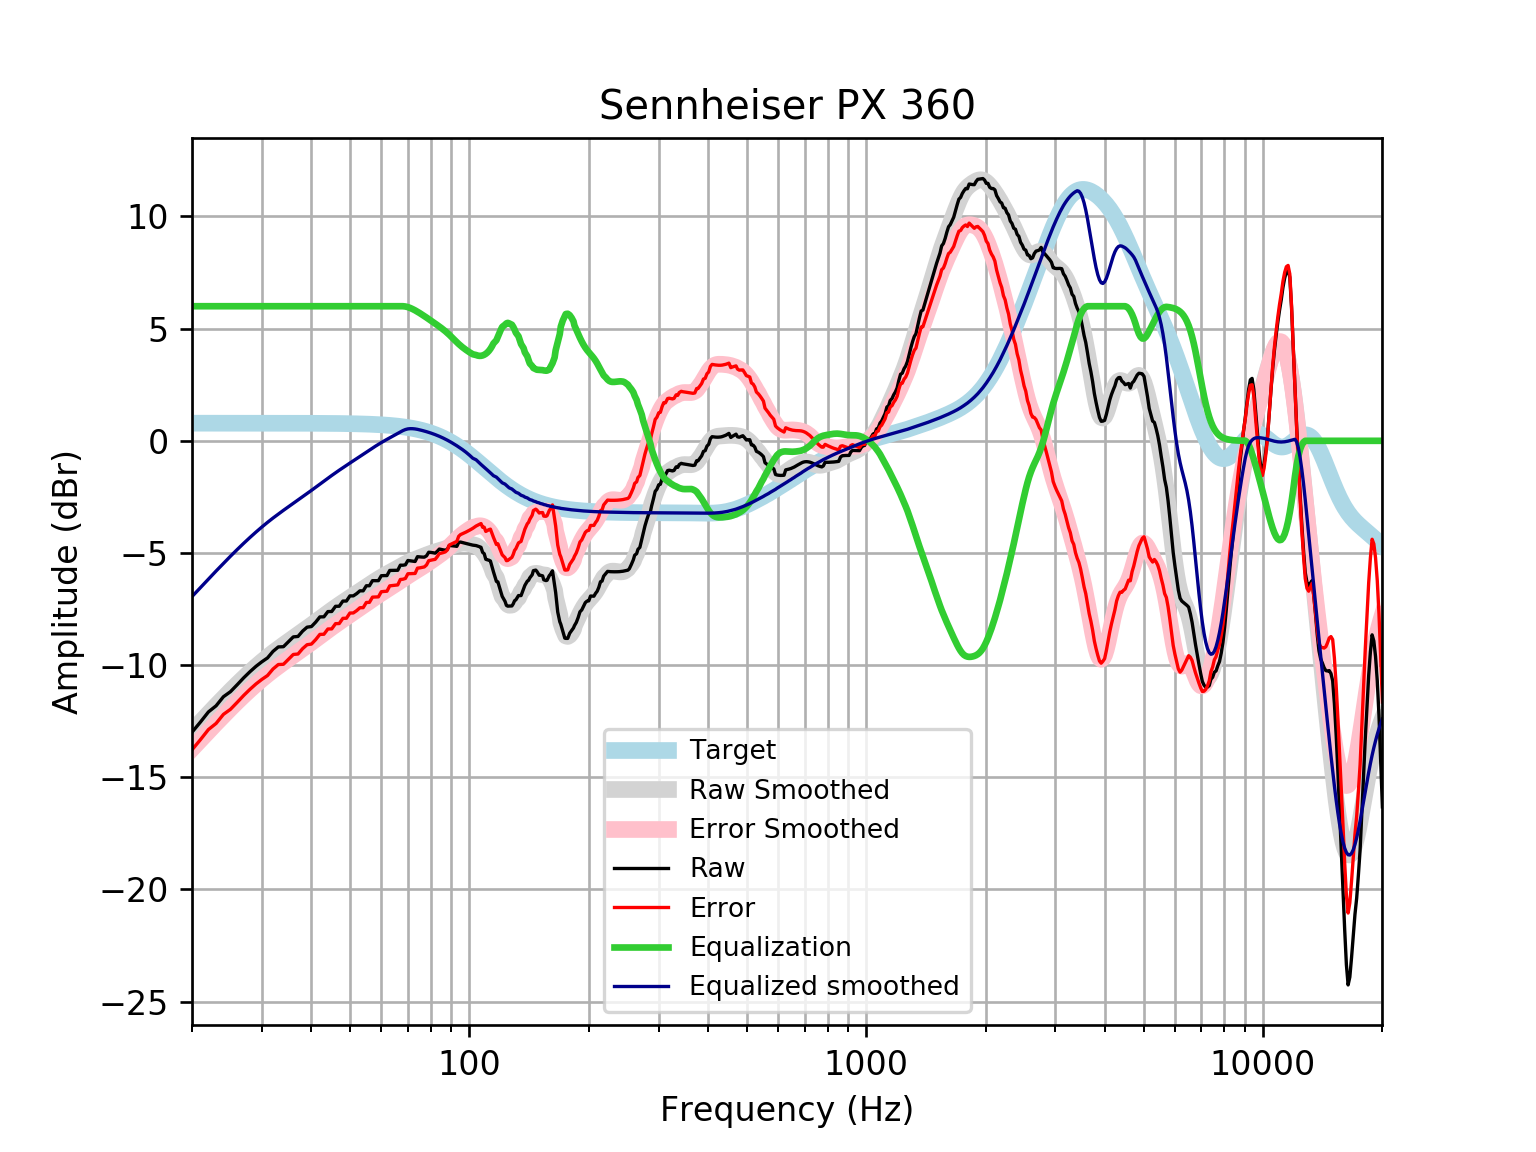 Sennheiser PX 360
Amplitude (dBr)
10
5
0
−5
−10
−15
−20
−25
Target
Raw Smoothed
Error Smoothed
Raw
Error
Equalization
Equalized smoothed
100
1000
10000
Frequency (Hz)